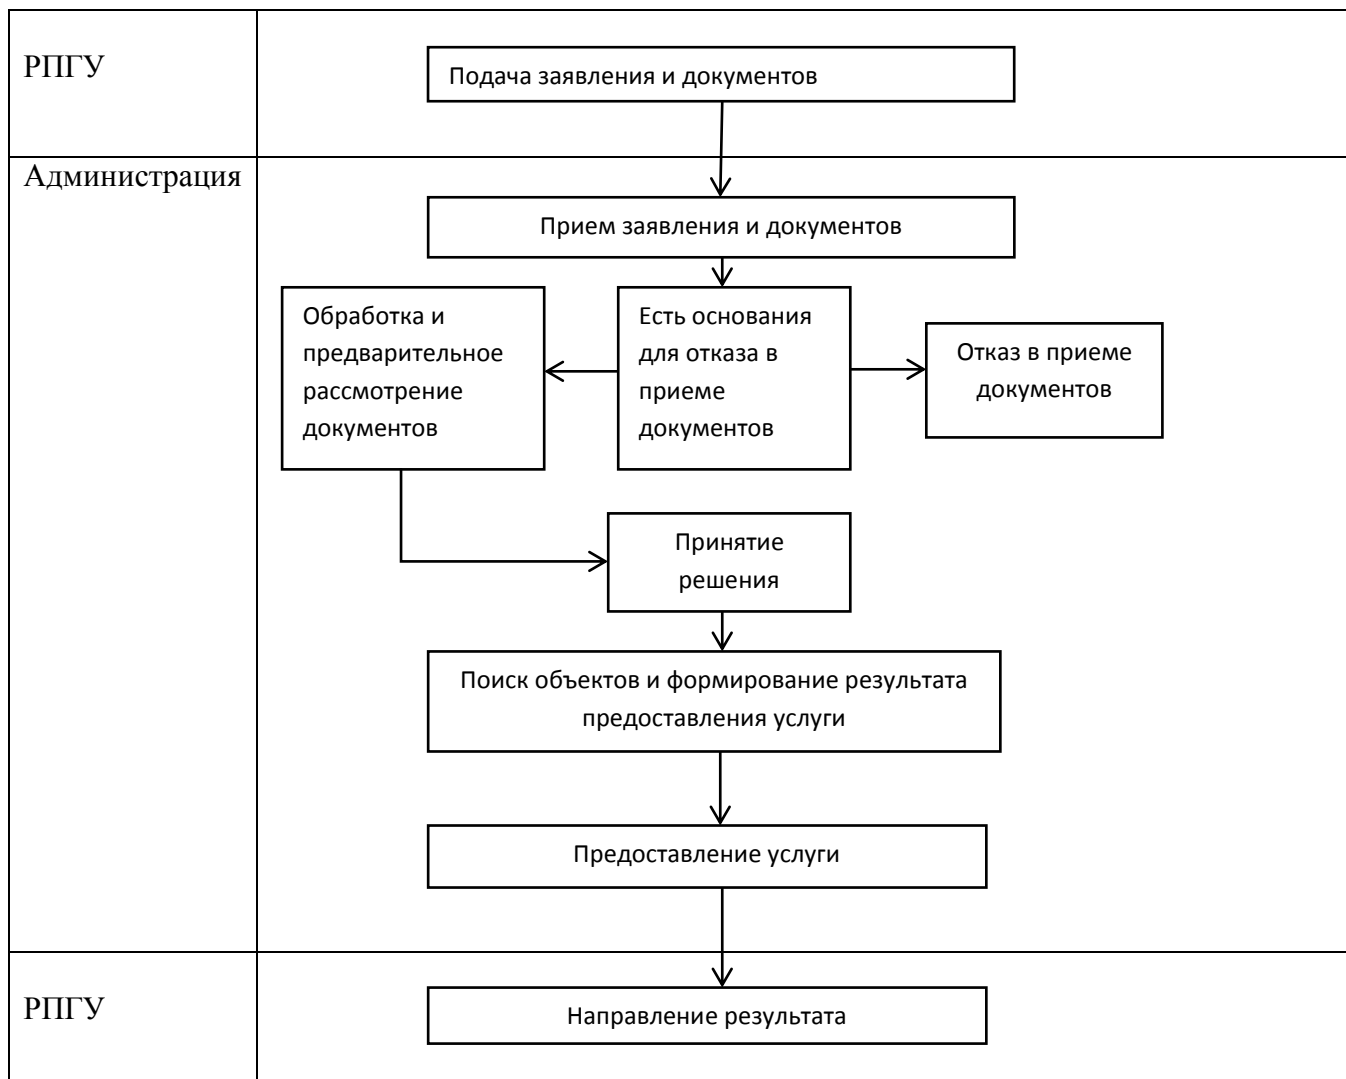 РПГУ
Подача заявления и документов
Администрация
Прием заявления и документов
Обработка и
предварительное
рассмотрение
документов
Есть основания
для отказа в
приеме
документов
Отказ в приеме
документов
Принятие
решения
Поиск объектов и формирование результата
предоставления услуги
Предоставление услуги
РПГУ
Направление результата